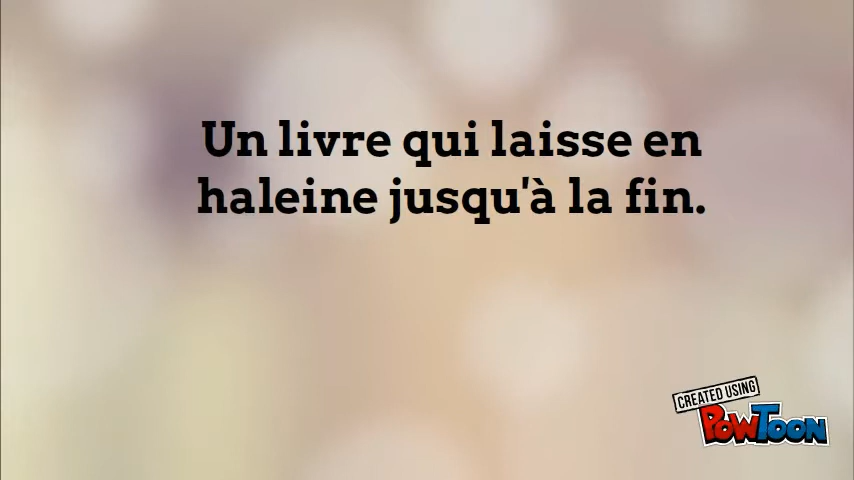 Un livre qui laisse en
haleine jusqu'à la fin.
CREATED USING
POWTOON